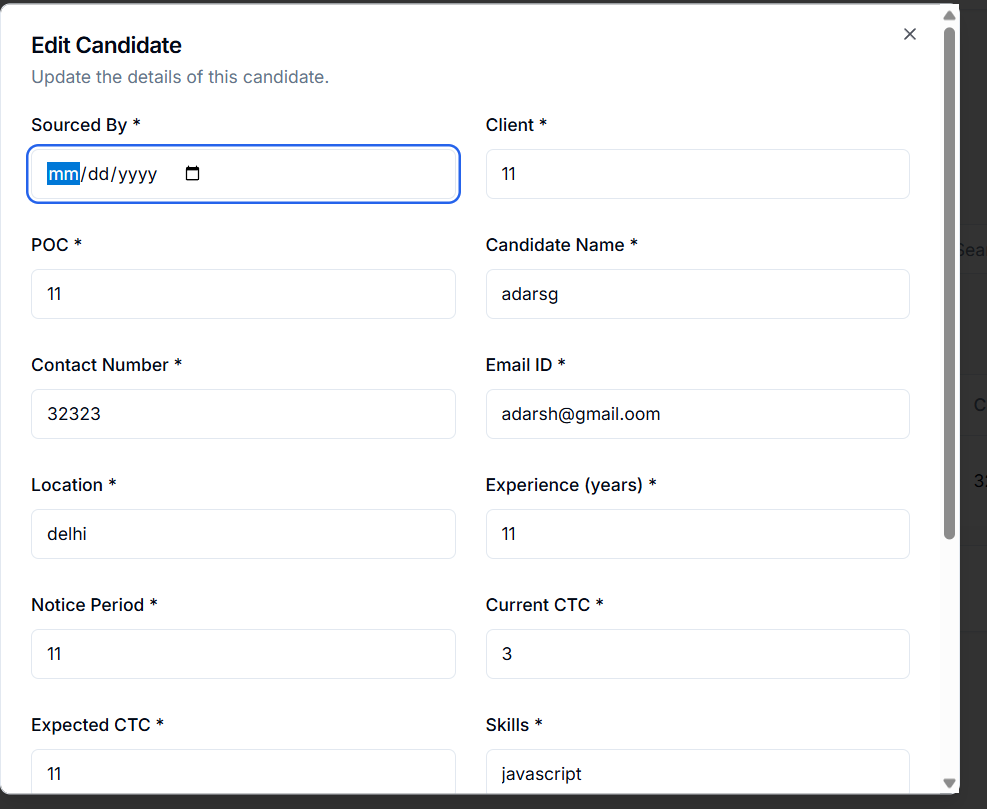 Edit Candidate
Update the details of this candidate.
Sourced By *
Client *
mm/dd/yyyy
11
POC *
Candidate Name *
11
adarsg
Contact Number *
Email ID *
32323
adarsh@gmail.oom
Location *
Experience (years) *
delhi
11
Notice Period *
Current CTC *
11
3
Expected CTC *
Skills *
11
javascript